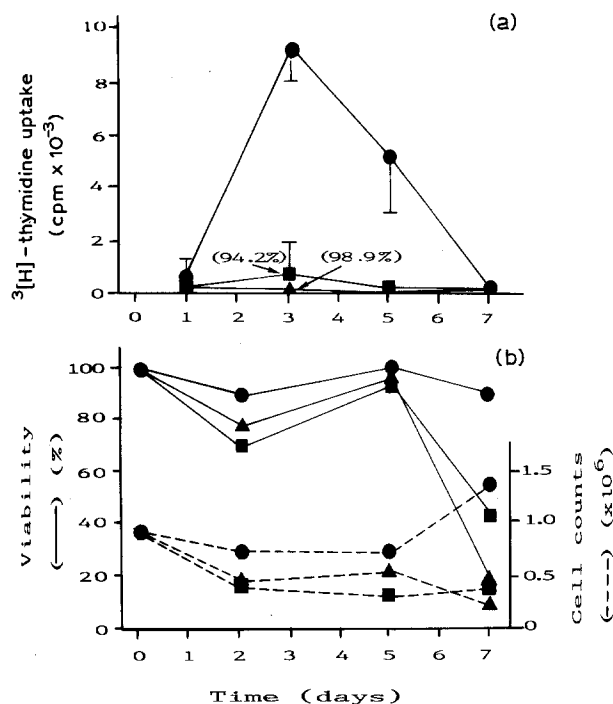 (a)
³[H]-thymidine uptake
(cpm x 10⁻³)
10
8
6
4
2
0
(94.2%)
(98.9%)
0 1 2 3 4 5 6 7
(b)
Viability
(——) (%)
100
80
60
40
20
0
1.5
1.0
0.5
0
Cell counts
(----) (x10⁶)
0 1 2 3 4 5 6 7
Time (days)